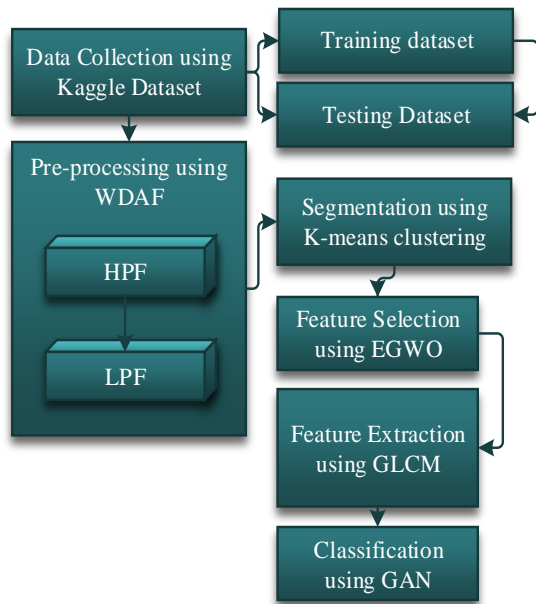 Data Collection using
Kaggle Dataset
Training dataset
Testing Dataset
Pre-processing using
WDAF
HPF
LPF
Segmentation using
K-means clustering
Feature Selection
using EGWO
Feature Extraction
using GLCM
Classification
using GAN